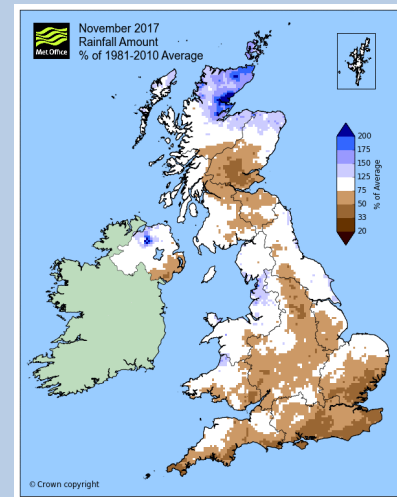 November 2017
Rainfall Amount
% of 1981-2010 Average
Met Office
200
175
150
125
75
50
33
20
% of Average
© Crown copyright